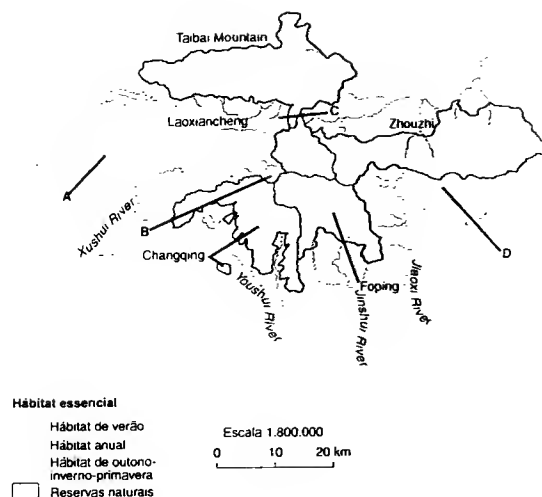 Taibai Mountain
C
Laoxiancheng
Zhouzhi
A
Xushui River
B
D
Changqing
Foping
Youshui River
Jinshui River
Jiaoxi River
Hábitat essencial
Hábitat de verão
Hábitat anual
Hábitat de outono-
inverno-primavera
Reservas naturais
Escala 1.800.000
0 10 20 km